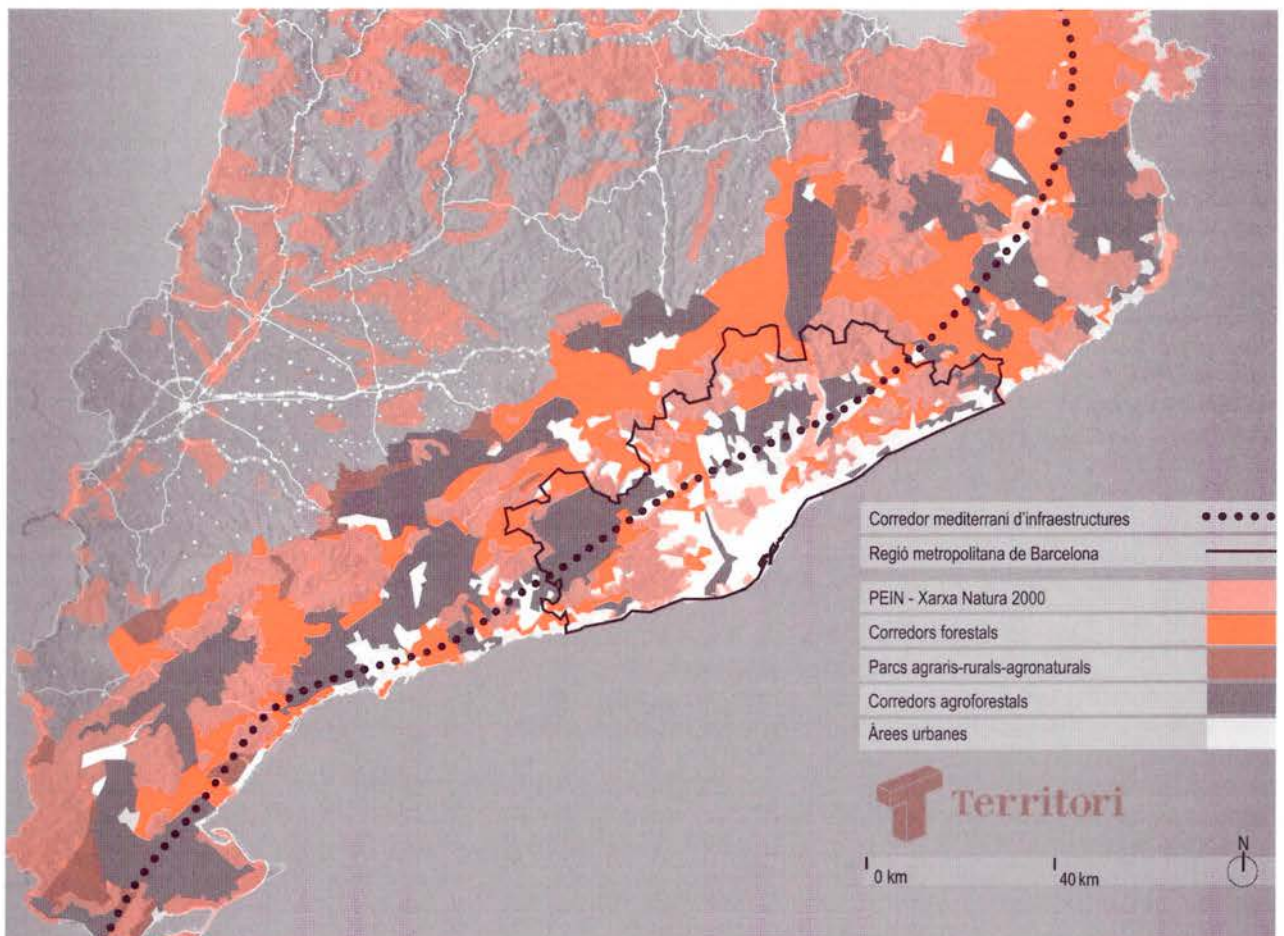 Corredor mediterrani d'infraestructures
Regió metropolitana de Barcelona
PEIN - Xarxa Natura 2000
Corredors forestals
Parcs agraris-rurals-agronaturals
Corredors agroforestals
Àrees urbanes
Territori
N
0 km
40 km